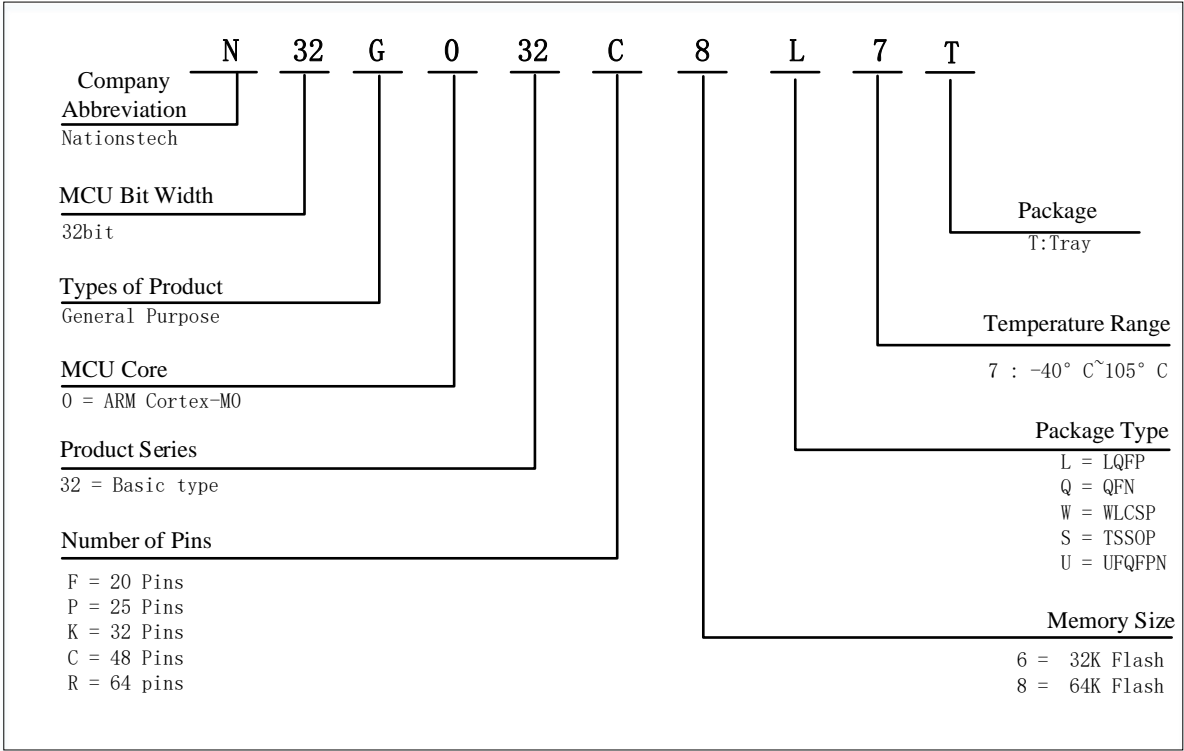 N 32 G 0 32 C 8 L 7 T
Company
Abbreviation
Nationstech
MCU Bit Width
32bit
Types of Product
General Purpose
MCU Core
0 = ARM Cortex-M0
Product Series
32 = Basic type
Number of Pins
F = 20 Pins
P = 25 Pins
K = 32 Pins
C = 48 Pins
R = 64 pins
Package
T:Tray
Temperature Range
7 : -40° C~105° C
Package Type
L = LQFP
Q = QFN
W = WLCSP
S = TSSOP
U = UFQFPN
Memory Size
6 = 32K Flash
8 = 64K Flash